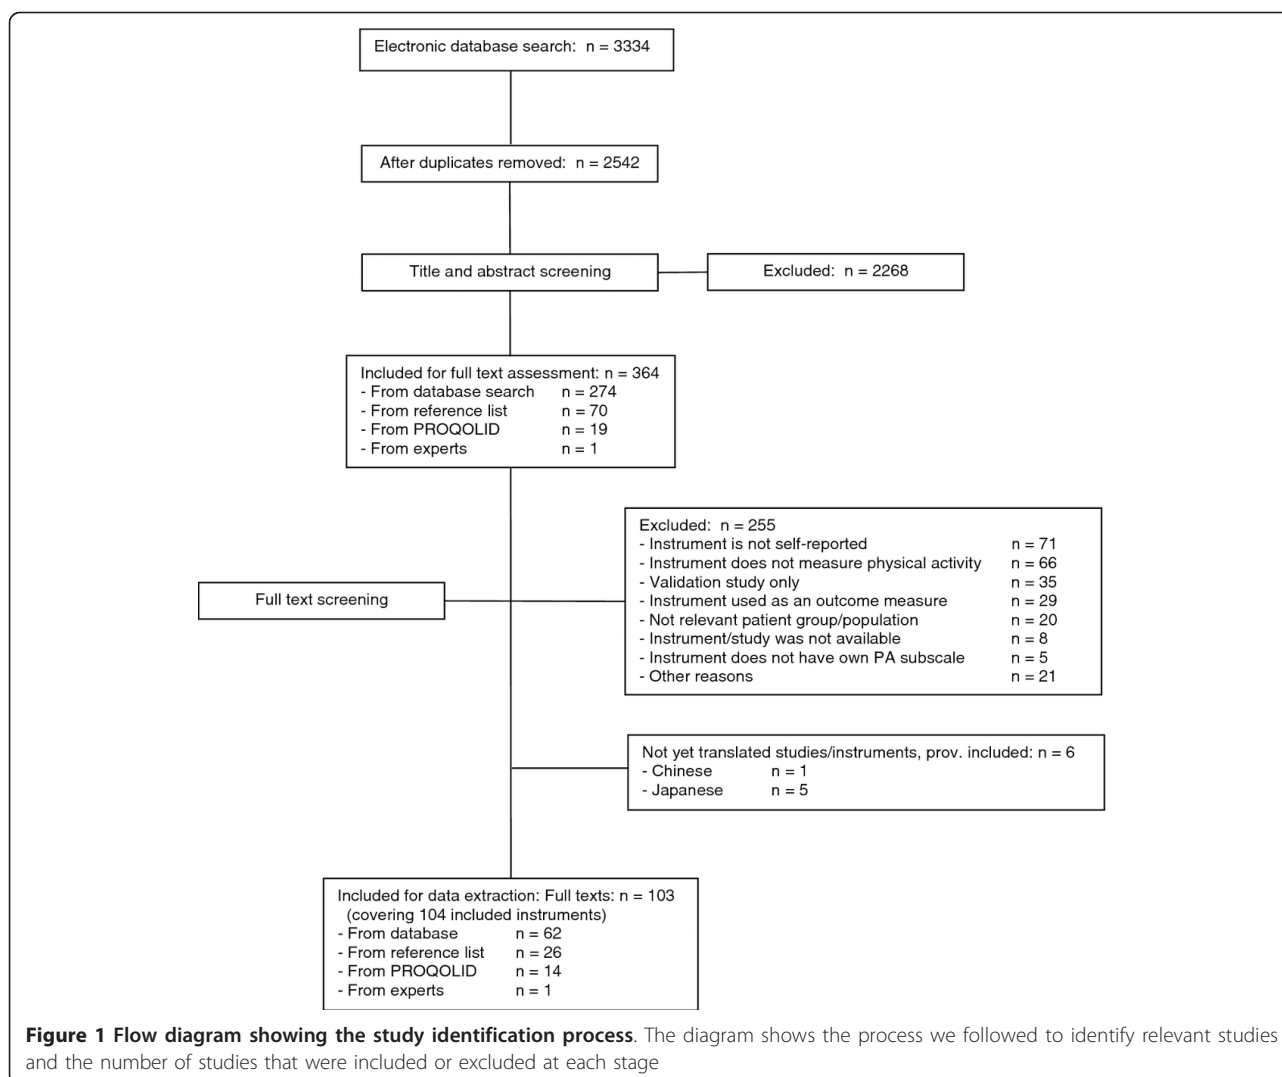 Electronic database search: n = 3334
After duplicates removed: n = 2542
Title and abstract screening
Excluded: n = 2268
Included for full text assessment: n = 364
- From database search n = 274
- From reference list n = 70
- From PROQOLID n = 19
- From experts n = 1
Excluded: n = 255
- Instrument is not self-reported n = 71
- Instrument does not measure physical activity n = 66
- Validation study only n = 35
- Instrument used as an outcome measure n = 29
- Not relevant patient group/population n = 20
- Instrument/study was not available n = 8
- Instrument does not have own PA subscale n = 5
- Other reasons n = 21
Full text screening
Not yet translated studies/instruments, prov. included: n = 6
- Chinese n = 1
- Japanese n = 5
Included for data extraction: Full texts: n = 103
(covering 104 included instruments)
- From database n = 62
- From reference list n = 26
- From PROQOLID n = 14
- From experts n = 1
Figure 1 Flow diagram showing the study identification process. The diagram shows the process we followed to identify relevant studies
and the number of studies that were included or excluded at each stage